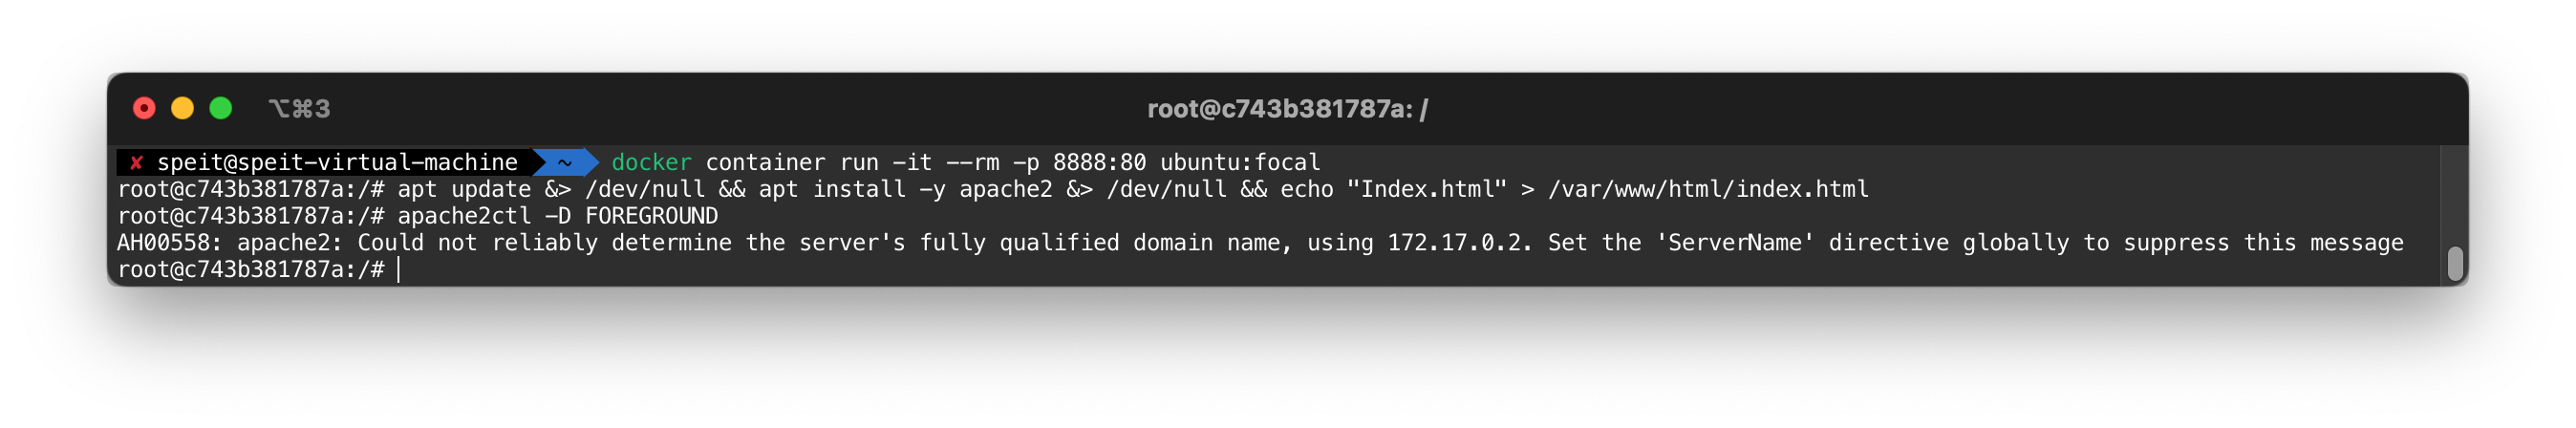 ⌥⌘3
root@c743b381787a: /
✘ speit@speit-virtual-machine ~ docker container run -it --rm -p 8888:80 ubuntu:focal
root@c743b381787a:/# apt update &> /dev/null && apt install -y apache2 &> /dev/null && echo "Index.html" > /var/www/html/index.html
root@c743b381787a:/# apache2ctl -D FOREGROUND
AH00558: apache2: Could not reliably determine the server's fully qualified domain name, using 172.17.0.2. Set the 'ServerName' directive globally to suppress this message
root@c743b381787a:/#